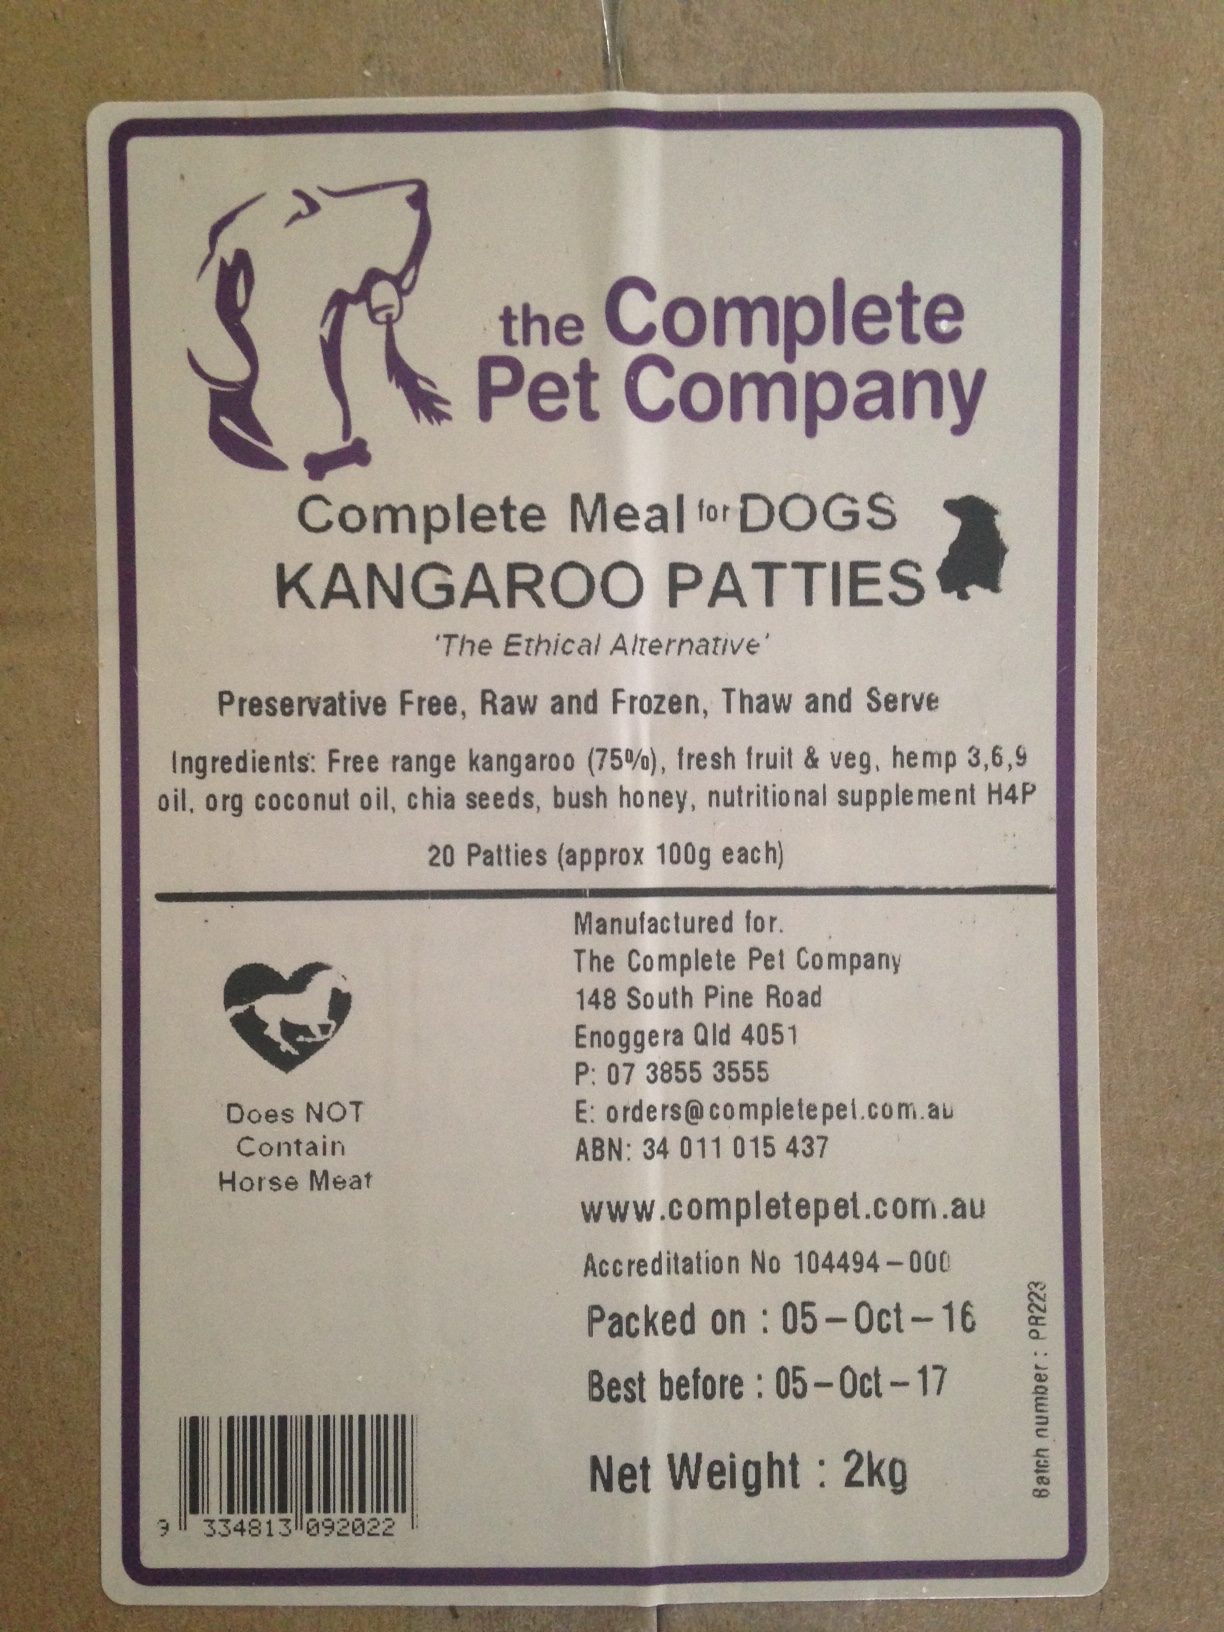 the Complete
Pet Company
Complete Meal for DOGS
KANGAROO PATTIES
'The Ethical Alternative'
Preservative Free, Raw and Frozen, Thaw and Serve
Ingredients: Free range kangaroo (75%), fresh fruit & veg, hemp 3,6,9
oil, org coconut oil, chia seeds, bush honey, nutritional supplement H4P
20 Patties (approx 100g each)
Does NOT
Contain
Horse Meat
Manufactured for.
The Complete Pet Company
148 South Pine Road
Enoggera Qld 4051
P: 07 3855 3555
E: orders@completepet.com.au
ABN: 34 011 015 437
www.completepet.com.au
Accreditation No 104494-000
Packed on : 05-Oct-16
Best before : 05-Oct-17
Net Weight : 2kg
Batch number : PR223
9 334813 092022